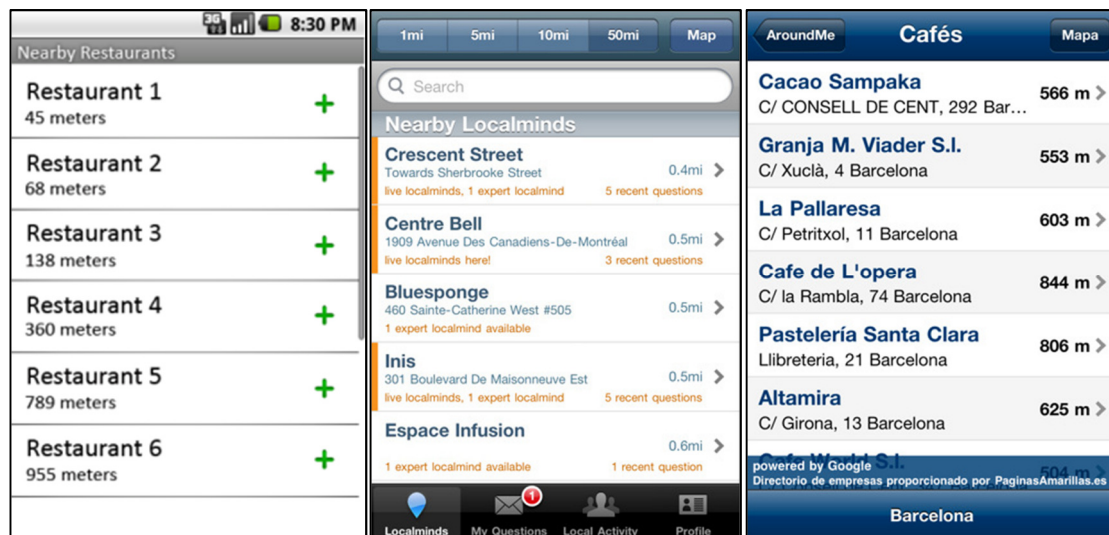 3G 8:30 PM
Nearby Restaurants
Restaurant 1
45 meters
Restaurant 2
68 meters
Restaurant 3
138 meters
Restaurant 4
360 meters
Restaurant 5
789 meters
Restaurant 6
955 meters
1mi 5mi 10mi 50mi Map
Search
Nearby Localminds
Crescent Street
Towards Sherbrooke Street 0.4mi
live localminds, 1 expert localmind 5 recent questions
Centre Bell
1909 Avenue Des Canadiens-De-Montréal 0.5mi
live localminds here! 3 recent questions
Bluesponge
460 Sainte-Catherine West #505 0.5mi
1 expert localmind available
Inis
301 Boulevard De Maisonneuve Est 0.5mi
live localminds, 1 expert localmind 5 recent questions
Espace Infusion
0.6mi
1 expert localmind available 1 recent question
1
Localminds My Questions Local Activity Profile
AroundMe Cafés Mapa
Cacao Sampaka
C/ CONSELL DE CENT, 292 Bar... 566 m
Granja M. Viader S.l.
C/ Xuclà, 4 Barcelona 553 m
La Pallaresa
C/ Petritxol, 11 Barcelona 603 m
Cafe de L'opera
C/ la Rambla, 74 Barcelona 844 m
Pastelería Santa Clara
Llibreteria, 21 Barcelona 806 m
Altamira
C/ Girona, 13 Barcelona 625 m
Cafe World S.l.
504 m
powered by Google
Directorio de empresas proporcionado por PaginasAmarillas.es
Barcelona